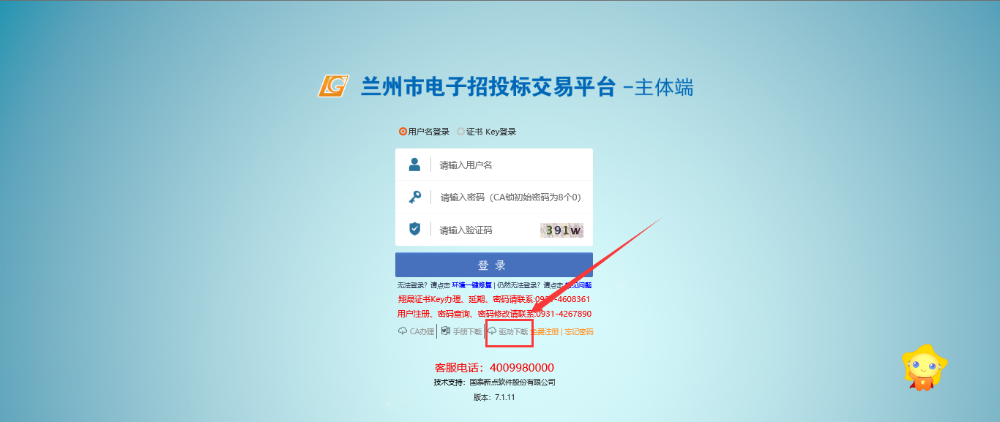 兰州市电子招投标交易平台 –主体端
用户名登录 证书 Key登录
请输入用户名
请输入密码（CA锁初始密码为8个0）
请输入验证码 391w
登 录
无法登录？请点击 环境一键修复 | 仍然无法登录？请点击 见问题
翔晟证书Key办理、延期、密码请联系:093 -4608361
用户注册、密码查询、密码修改请联系:0931-4267890
CA办理 手册下载 驱动下载 免费注册 | 忘记密码
客服电话：4009980000
技术支持：国泰新点软件股份有限公司
版本：7.1.11